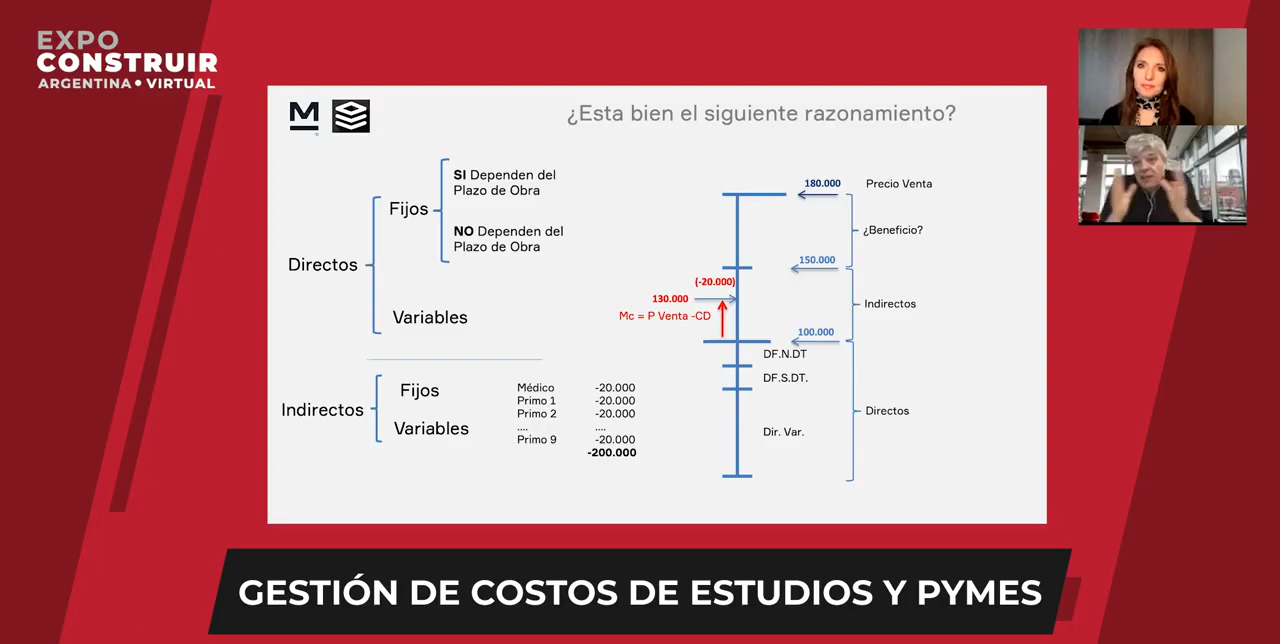 EXPO
CONSTRUIR
ARGENTINA • VIRTUAL
M
¿Esta bien el siguiente razonamiento?
Directos
Fijos
SI Dependen del
Plazo de Obra
NO Dependen del
Plazo de Obra
Variables
Indirectos
Fijos
Variables
Médico -20.000
Primo 1 -20.000
Primo 2 -20.000
.... ....
Primo 9 -20.000
-200.000
180.000 Precio Venta
¿Beneficio?
150.000
(-20.000)
130.000
Indirectos
Mc = P Venta -CD
100.000
DF.N.DT
DF.S.DT.
Directos
Dir. Var.
GESTIÓN DE COSTOS DE ESTUDIOS Y PYMES